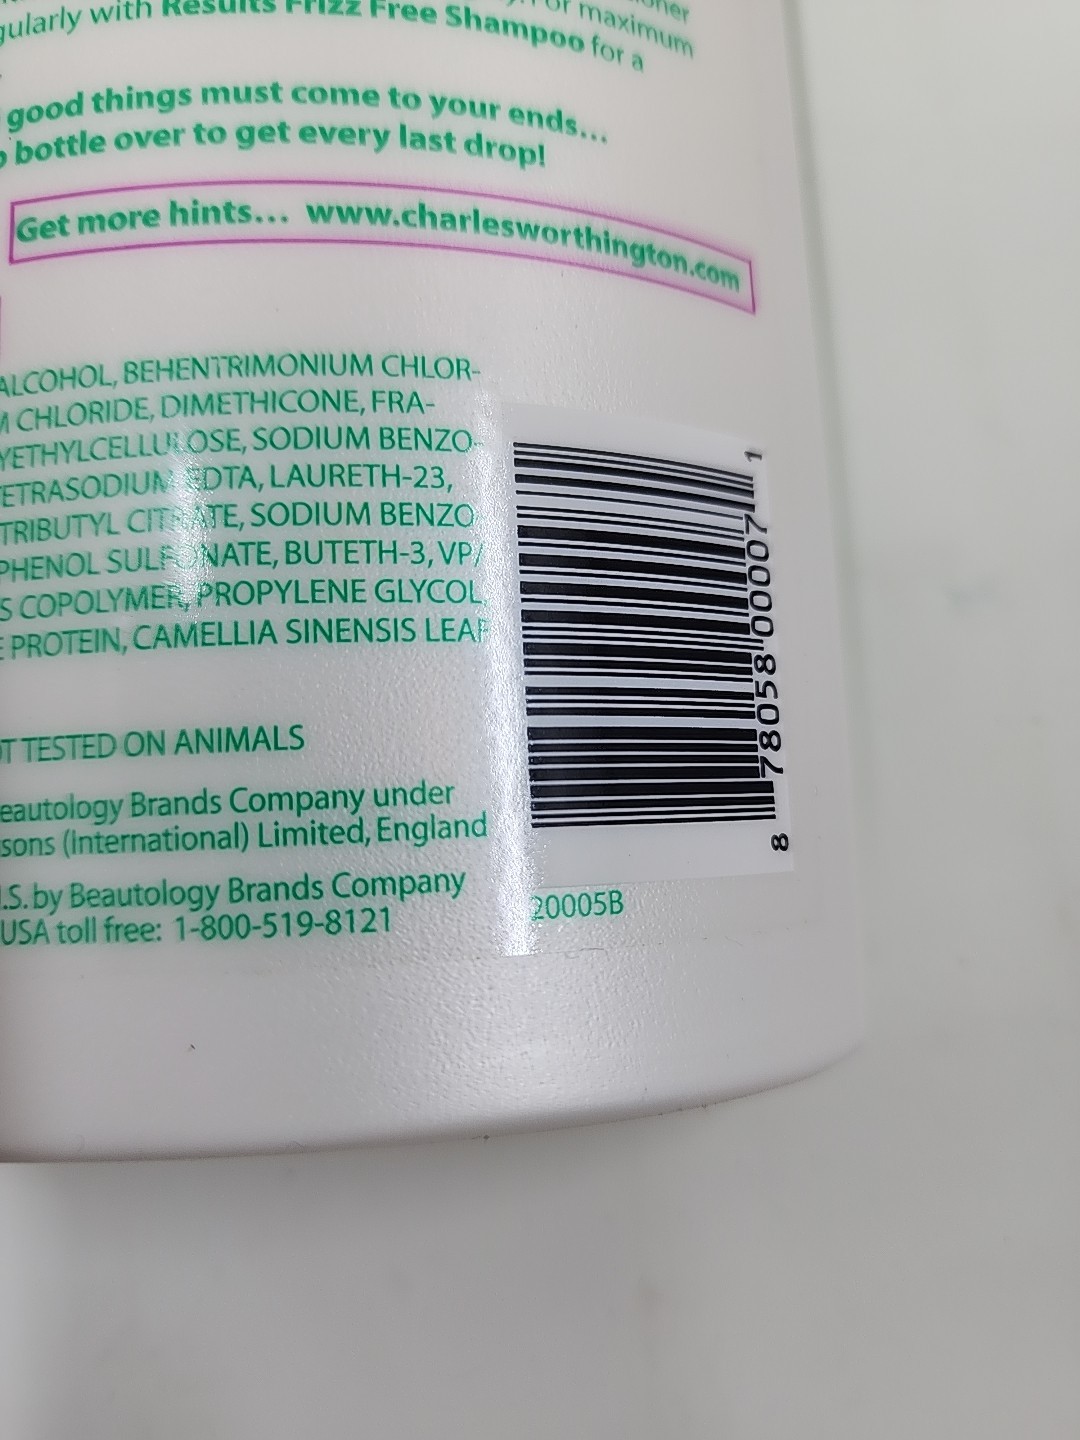 gularly with Results Frizz Free Shampoo for a
good things must come to your ends...
bottle over to get every last drop!
Get more hints... www.charlesworthington.com
ALCOHOL, BEHENTRIMONIUM CHLOR-
CHLORIDE, DIMETHICONE, FRA-
YETHYLCELLULOSE, SODIUM BENZO-
ETRASODIUM EDTA, LAURETH-23,
TRIBUTYL CITRATE, SODIUM BENZO
PHENOL SULFONATE, BUTETH-3, VP/
S COPOLYMER, PROPYLENE GLYCOL
E PROTEIN, CAMELLIA SINENSIS LEAF
T TESTED ON ANIMALS
eautology Brands Company under
sons (International) Limited, England
.S. by Beautology Brands Company
USA toll free: 1-800-519-8121
8 78058 00007 1
20005B